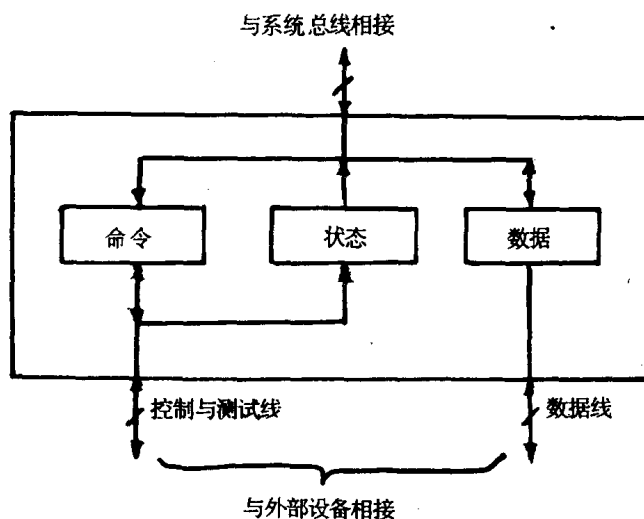 与系统总线相接
命令
状态
数据
控制与测试线
数据线
与外部设备相接